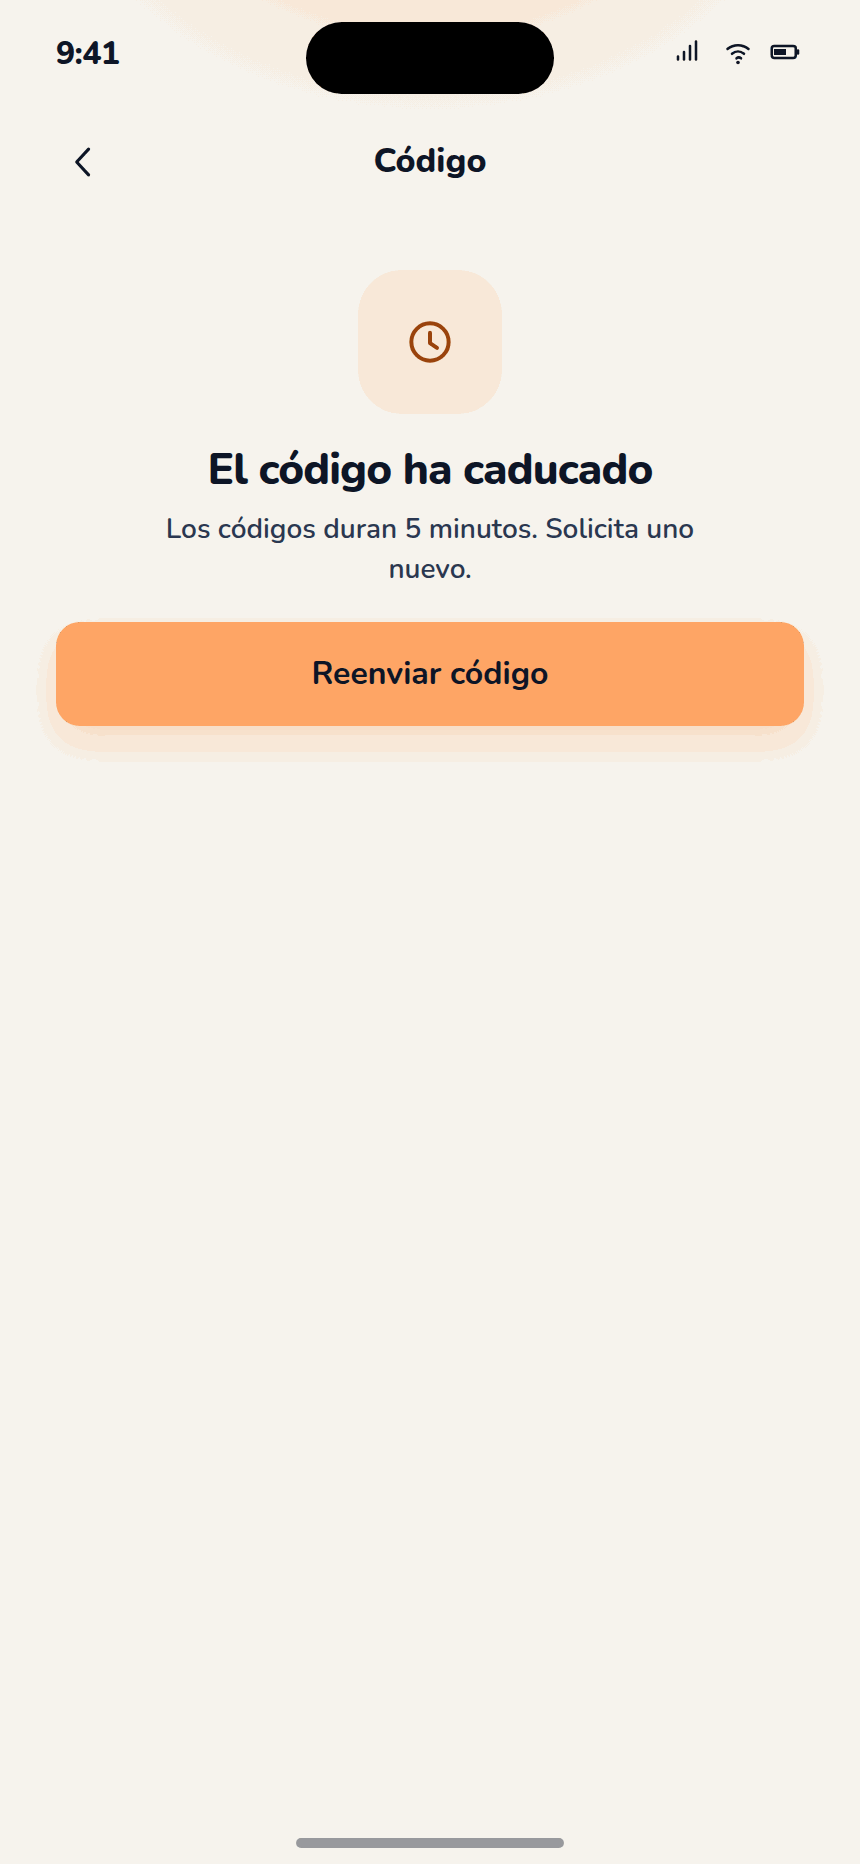 9:41
Código
El código ha caducado
Los códigos duran 5 minutos. Solicita uno
nuevo.
Reenviar código